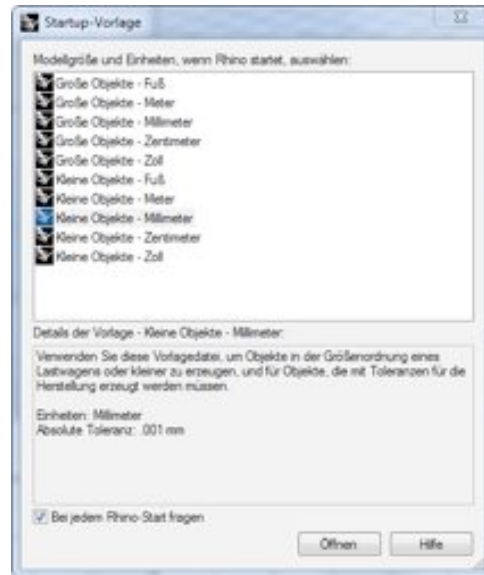 Startup-Vorlage
Modellgröße und Einheiten, wenn Rhino startet, auswählen:
Große Objekte - Fuß
Große Objekte - Meter
Große Objekte - Millimeter
Große Objekte - Zentimeter
Große Objekte - Zoll
Kleine Objekte - Fuß
Kleine Objekte - Meter
Kleine Objekte - Millimeter
Kleine Objekte - Zentimeter
Kleine Objekte - Zoll
Details der Vorlage - Kleine Objekte - Millimeter:
Verwenden Sie diese Vorlagedatei, um Objekte in der Größenordnung eines
Lastwagens oder kleiner zu erzeugen, und für Objekte, die mit Toleranzen für die
Herstellung erzeugt werden müssen.
Einheiten: Millimeter
Absolute Toleranz: .001 mm
Bei jedem Rhino-Start fragen
Öffnen Hilfe